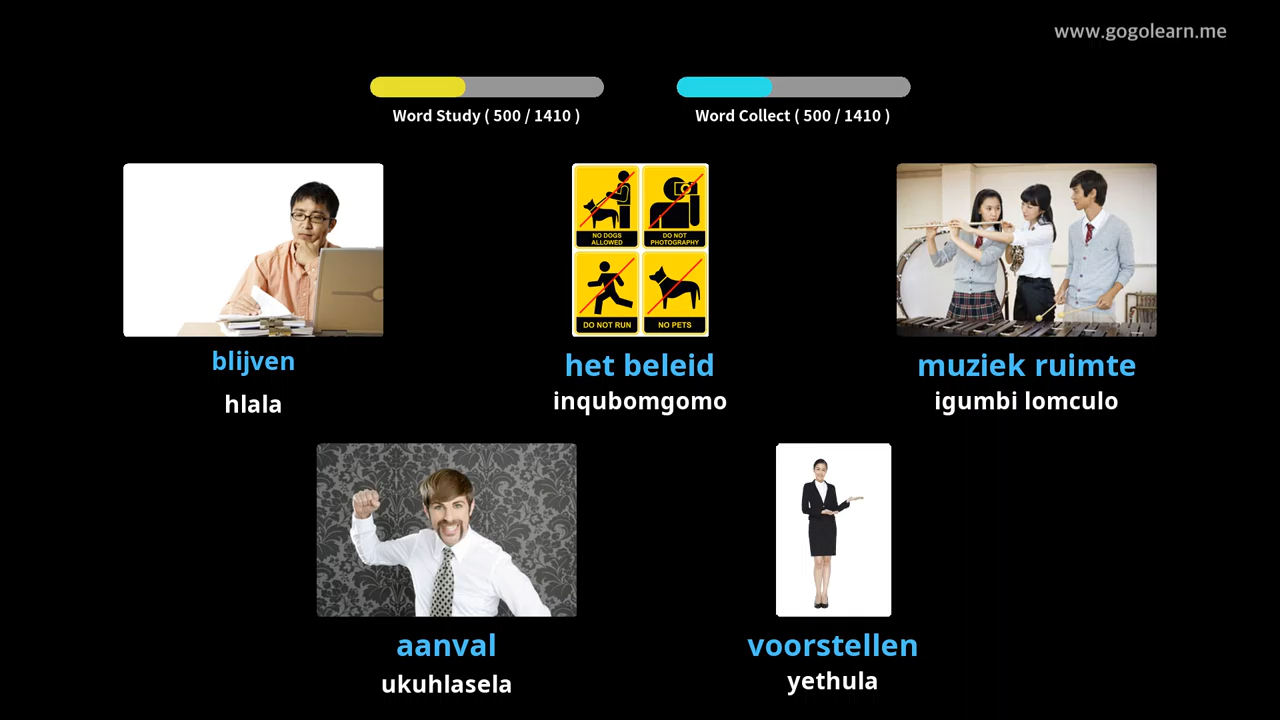 www.gogolearn.me
Word Study ( 500 / 1410 )
Word Collect ( 500 / 1410 )
NO DOGS
ALLOWED
DO NOT
PHOTOGRAPHY
DO NOT RUN
NO PETS
blijven
hlala
het beleid
inqubomgomo
muziek ruimte
igumbi lomculo
aanval
ukuhlasela
voorstellen
yethula